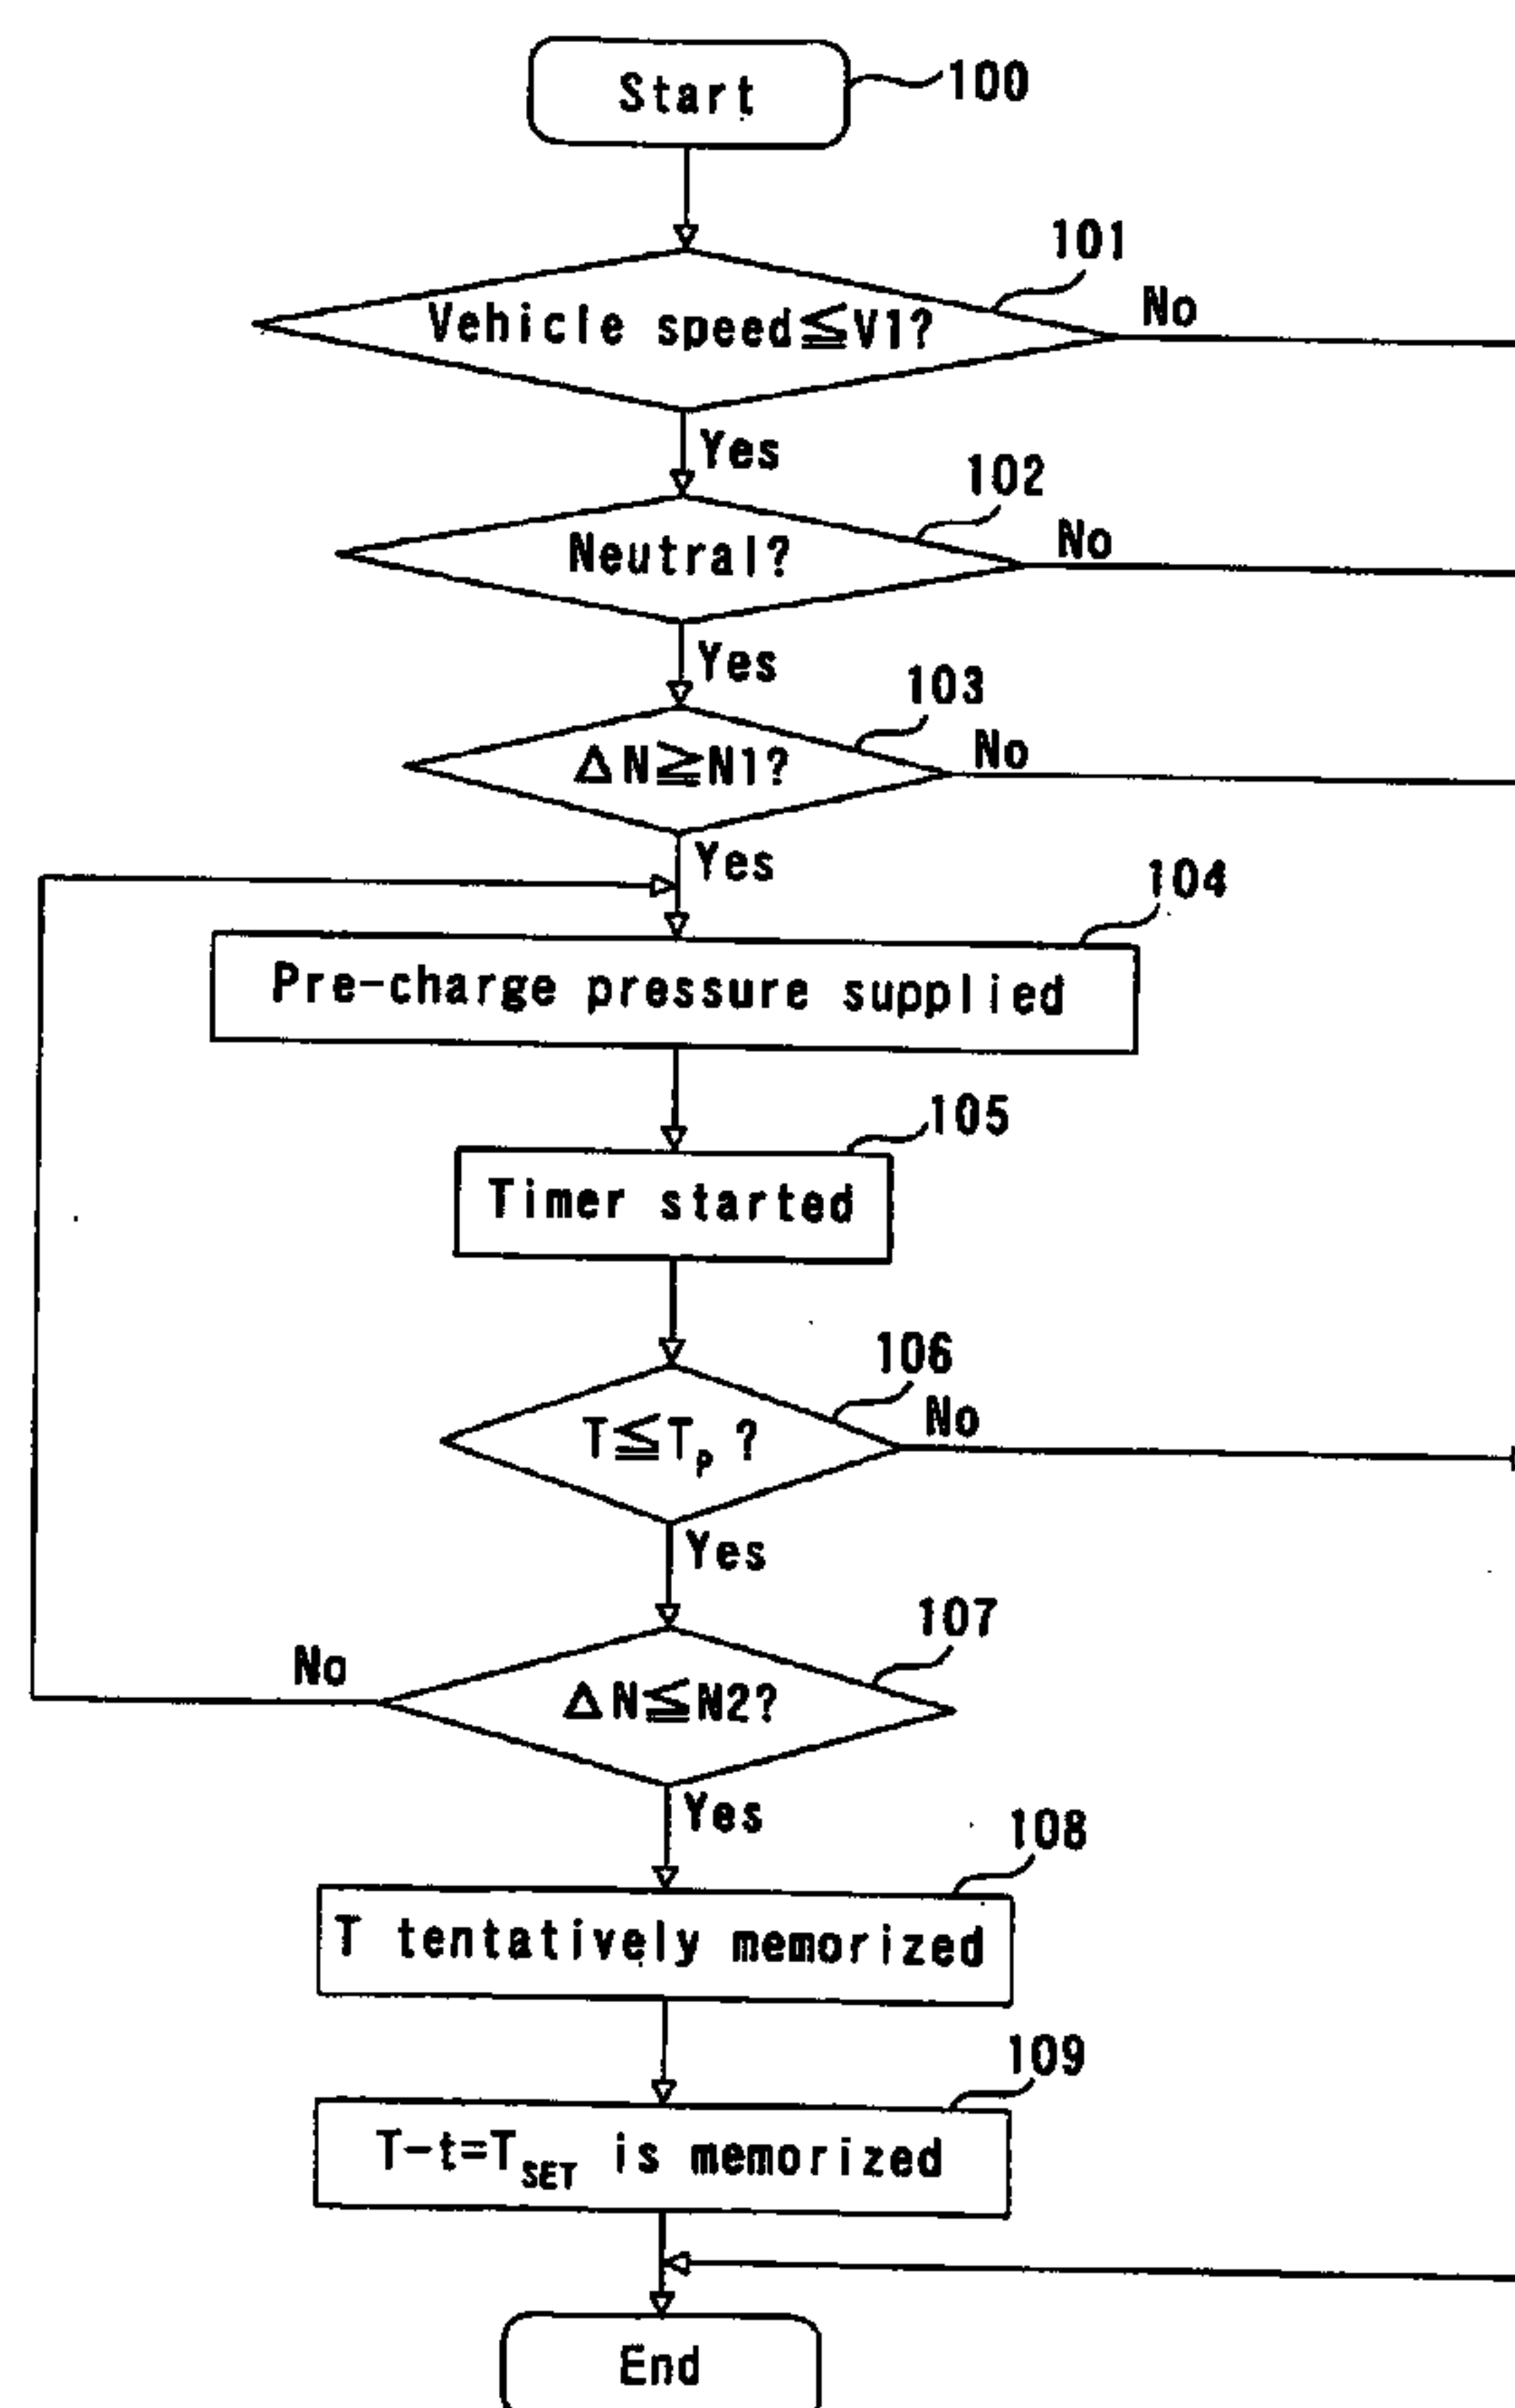 Start
100
101
Vehicle speed≦V1?
No
Yes
102
Neutral?
No
Yes
103
ΔN≧N1?
No
Yes
104
Pre-charge pressure supplied
105
Timer started
106
T≦Tp ?
No
Yes
107
No
ΔN≦N2?
Yes
108
T tentatively memorized
109
T-t=TSET is memorized
End